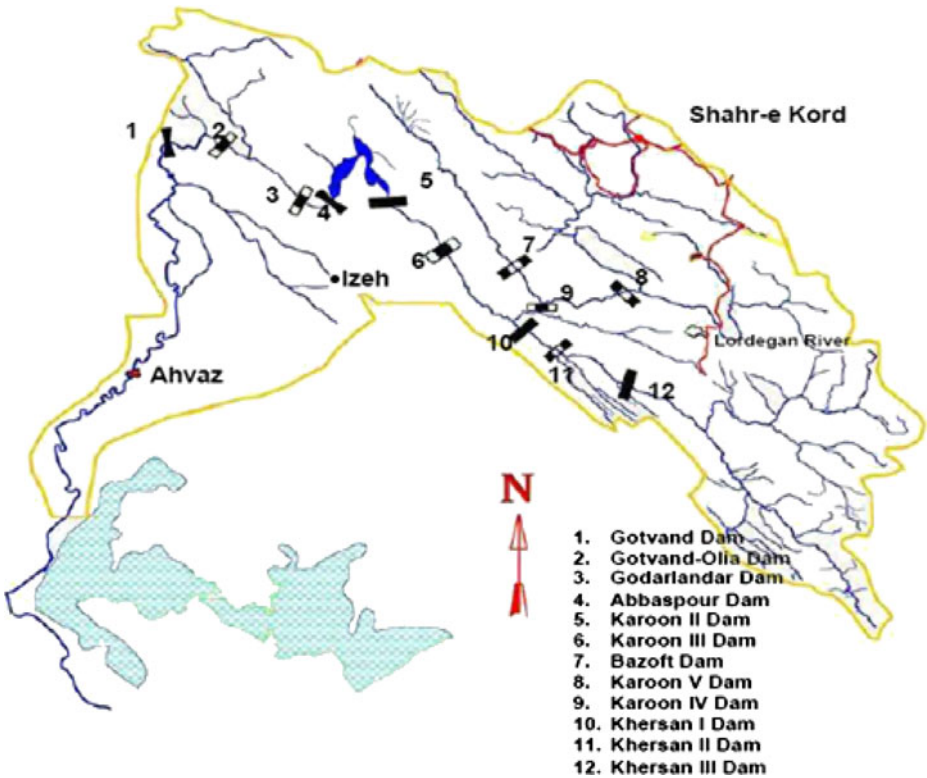 Shahr-e Kord
1
2
3
4
5
6
7
8
9
10
11
12
Izeh
Lordegan River
Ahvaz
N
1. Gotvand Dam
2. Gotvand-Olia Dam
3. Godarlandar Dam
4. Abbaspour Dam
5. Karoon II Dam
6. Karoon III Dam
7. Bazoft Dam
8. Karoon V Dam
9. Karoon IV Dam
10. Khersan I Dam
11. Khersan II Dam
12. Khersan III Dam